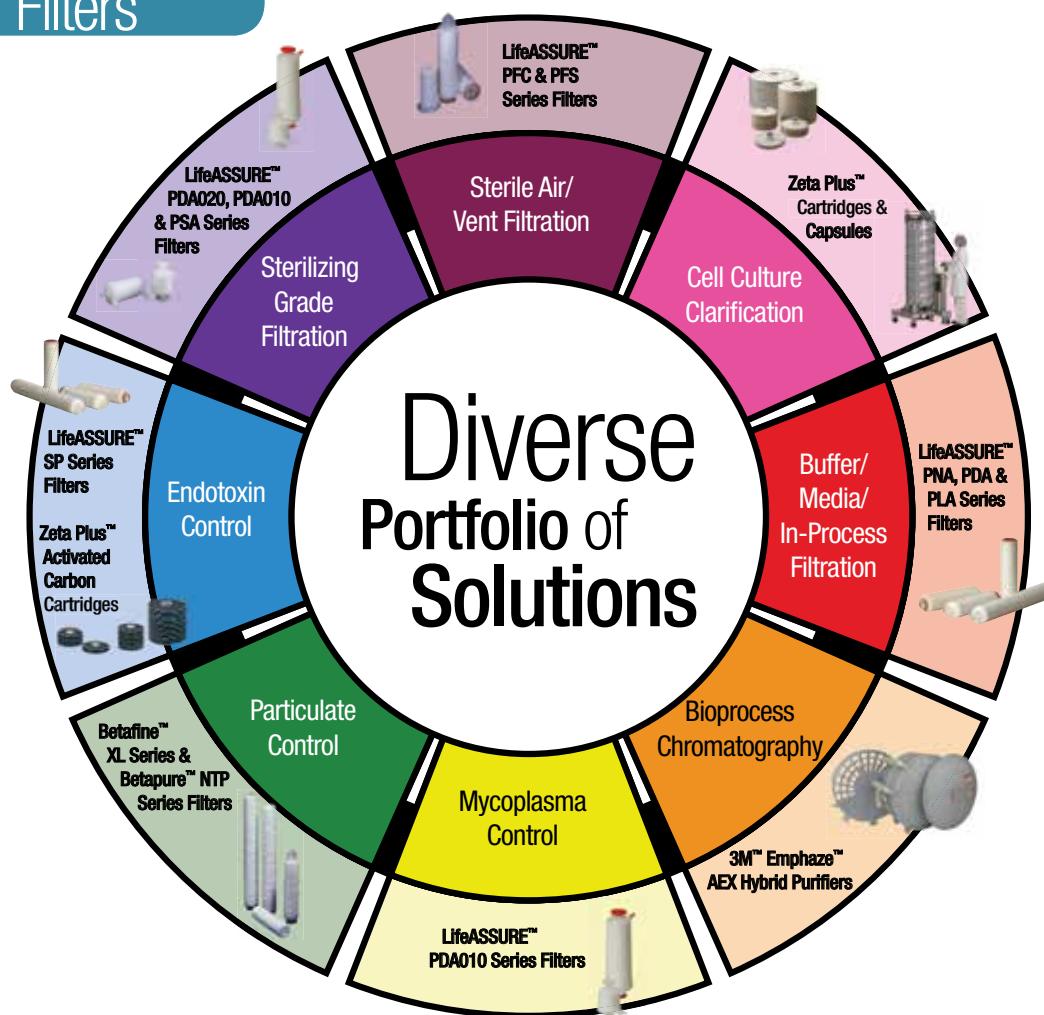 Filters
LifeASSURE™
PFC & PFS
Series Filters
Sterile Air/
Vent Filtration
Zeta Plus™
Cartridges &
Capsules
Cell Culture
Clarification
LifeASSURE™
PNA, PDA &
PLA Series
Filters
Buffer/
Media/
In-Process
Filtration
Bioprocess
Chromatography
3M™ Emphaze™
AEX Hybrid Purifiers
Mycoplasma
Control
LifeASSURE™
PDA010 Series Filters
Particulate
Control
Betafine™
XL Series &
Betapure™ NTP
Series Filters
Endotoxin
Control
LifeASSURE™
SP Series
Filters
Zeta Plus™
Activated
Carbon
Cartridges
Sterilizing
Grade
Filtration
LifeASSURE™
PDA020, PDA010
& PSA Series
Filters
Diverse
Portfolio of
Solutions